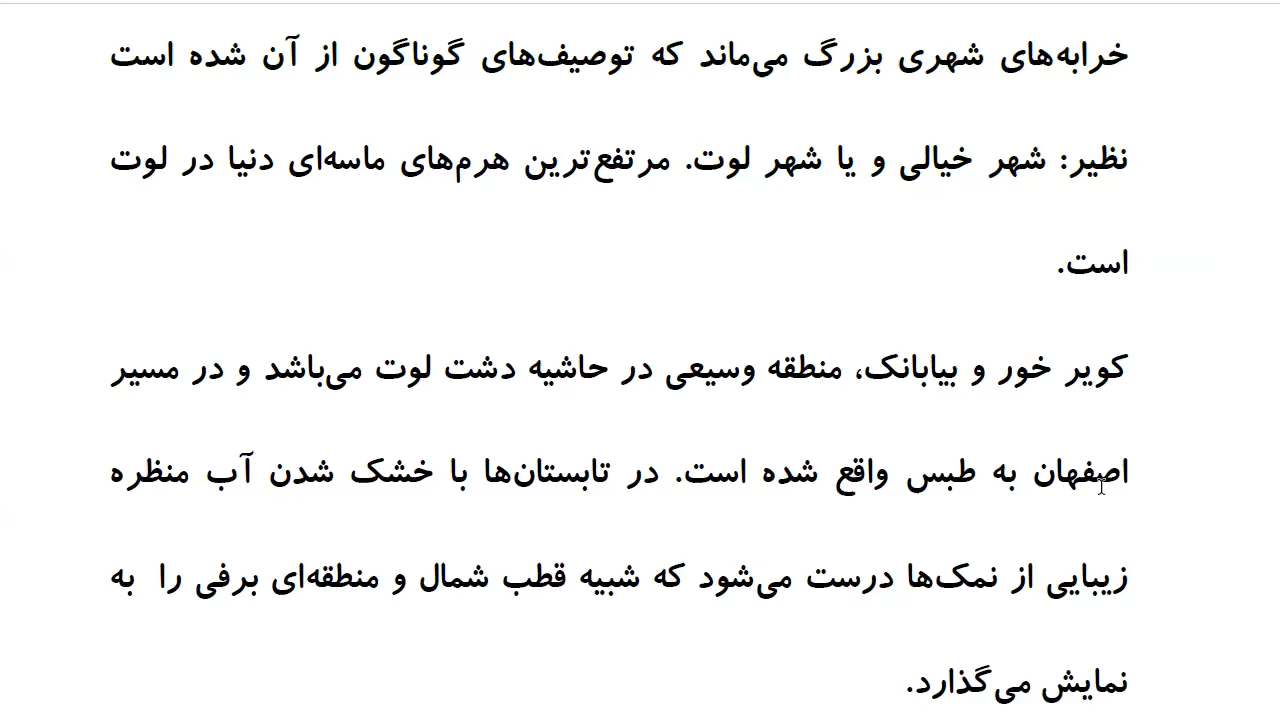 خرابه‌های شهری بزرگ می‌ماند که توصیف‌های گوناگون از آن شده است
نظیر: شهر خیالی و یا شهر لوت. مرتفع‌ترین هرم‌های ماسه‌ای دنیا در لوت
است.
کویر خور و بیابانک، منطقه وسیعی در حاشیه دشت لوت می‌باشد و در مسیر
اصفهان به طبس واقع شده است. در تابستان‌ها با خشک شدن آب منظره
زیبایی از نمک‌ها درست می‌شود که شبیه قطب شمال و منطقه‌ای برفی را به
نمایش می‌گذارد.